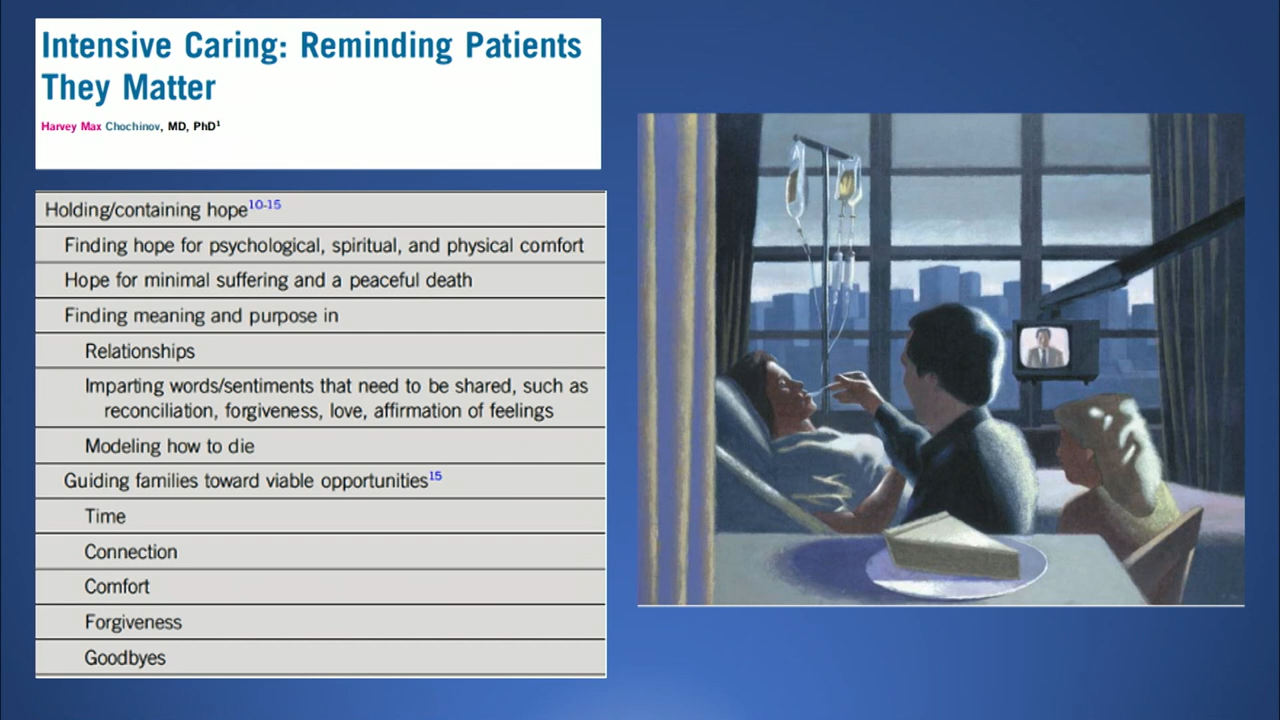 Intensive Caring: Reminding Patients
They Matter
Harvey Max Chochinov, MD, PhD¹
Holding/containing hope¹⁰⁻¹⁵
Finding hope for psychological, spiritual, and physical comfort
Hope for minimal suffering and a peaceful death
Finding meaning and purpose in
Relationships
Imparting words/sentiments that need to be shared, such as
reconciliation, forgiveness, love, affirmation of feelings
Modeling how to die
Guiding families toward viable opportunities¹⁵
Time
Connection
Comfort
Forgiveness
Goodbyes